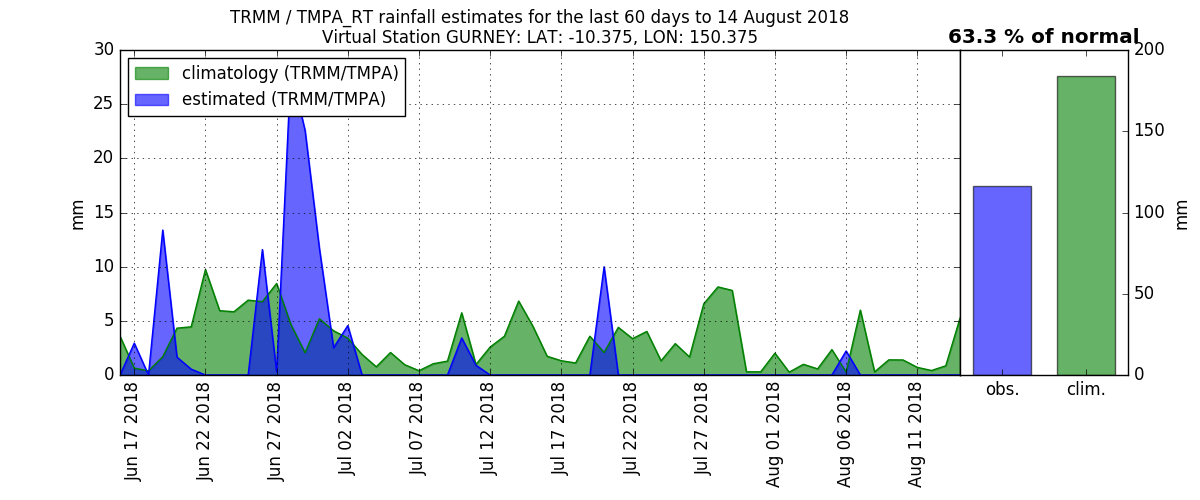 TRMM / TMPA_RT rainfall estimates for the last 60 days to 14 August 2018
Virtual Station GURNEY: LAT: -10.375, LON: 150.375
63.3 % of normal
climatology (TRMM/TMPA)
estimated (TRMM/TMPA)
mm
30
25
20
15
10
5
0
Jun 17 2018
Jun 22 2018
Jun 27 2018
Jul 02 2018
Jul 07 2018
Jul 12 2018
Jul 17 2018
Jul 22 2018
Jul 27 2018
Aug 01 2018
Aug 06 2018
Aug 11 2018
obs.
clim.
200
150
100
50
0
mm